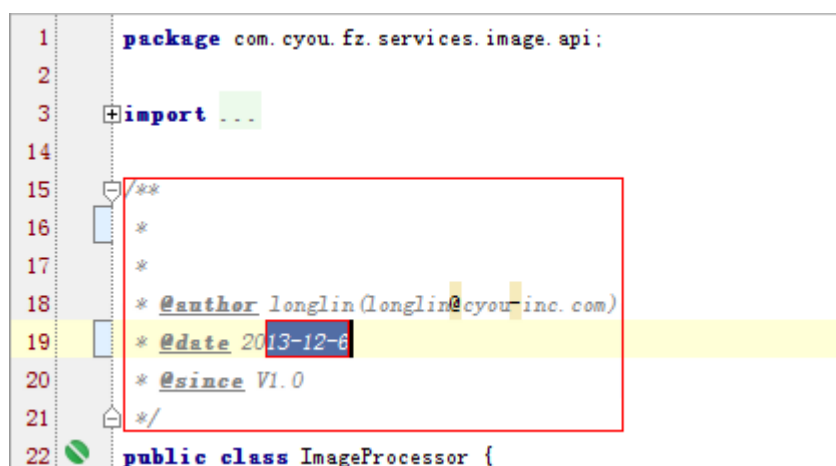 1 package com.cyou.fz.services.image.api;
2
3 import ...
14
15 /**
16 *
17 *
18 * @author longlin(longlin@cyou-inc.com)
19 * @date 2013-12-6
20 * @since V1.0
21 */
22 public class ImageProcessor {